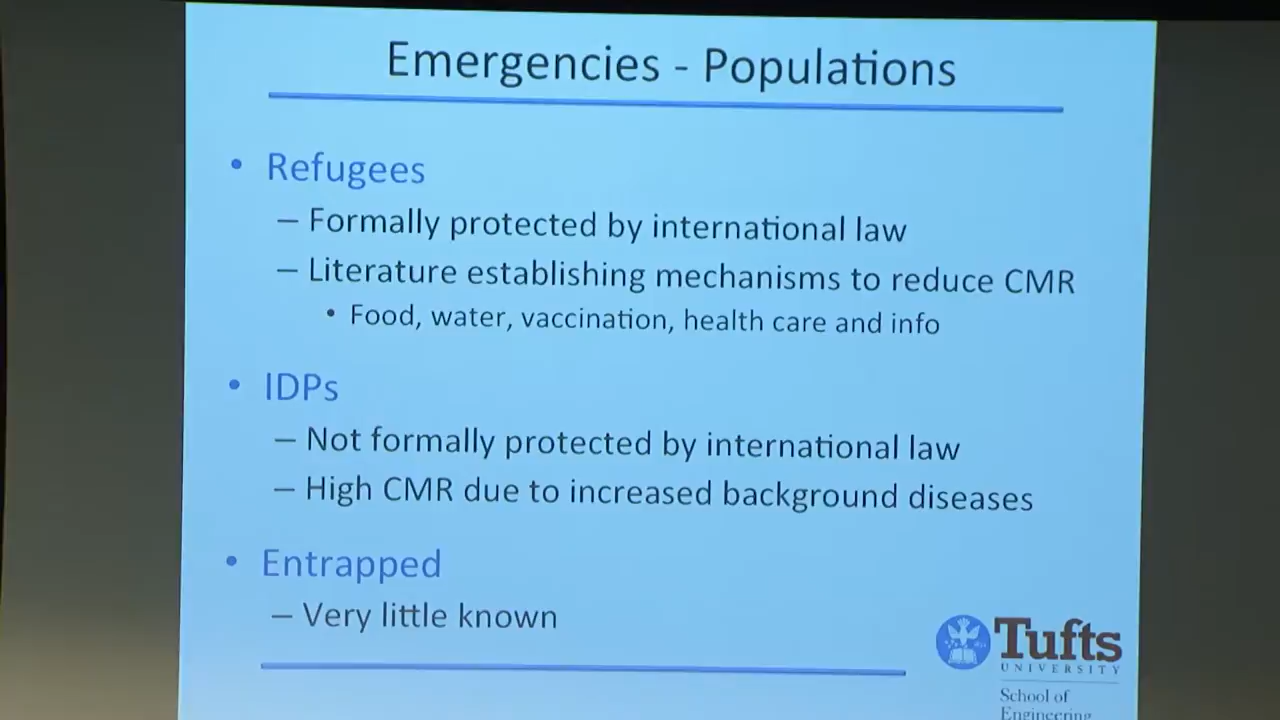 Emergencies - Populations
• Refugees
– Formally protected by international law
– Literature establishing mechanisms to reduce CMR
• Food, water, vaccination, health care and info
• IDPs
– Not formally protected by international law
– High CMR due to increased background diseases
• Entrapped
– Very little known
Tufts
UNIVERSITY
School of
Engineering